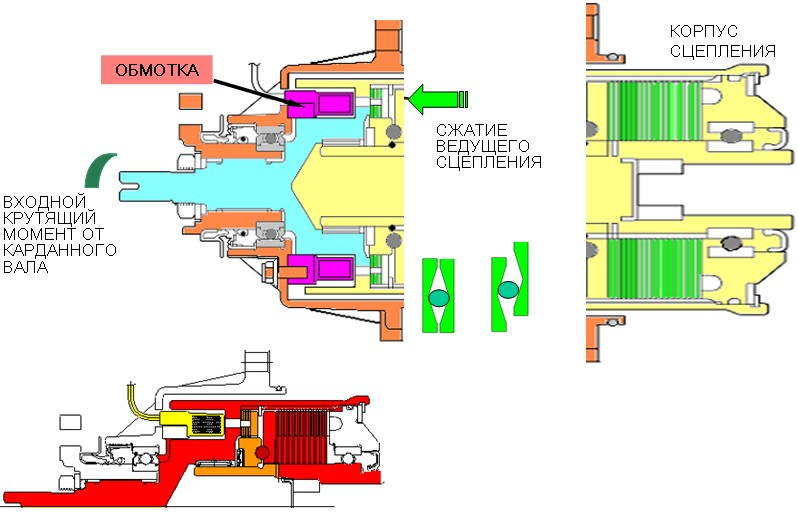 КОРПУС
СЦЕПЛЕНИЯ
ОБМОТКА
СЖАТИЕ
ВЕДУЩЕГО
СЦЕПЛЕНИЯ
ВХОДНОЙ
КРУТЯЩИЙ
МОМЕНТ ОТ
КАРДАННОГО
ВАЛА